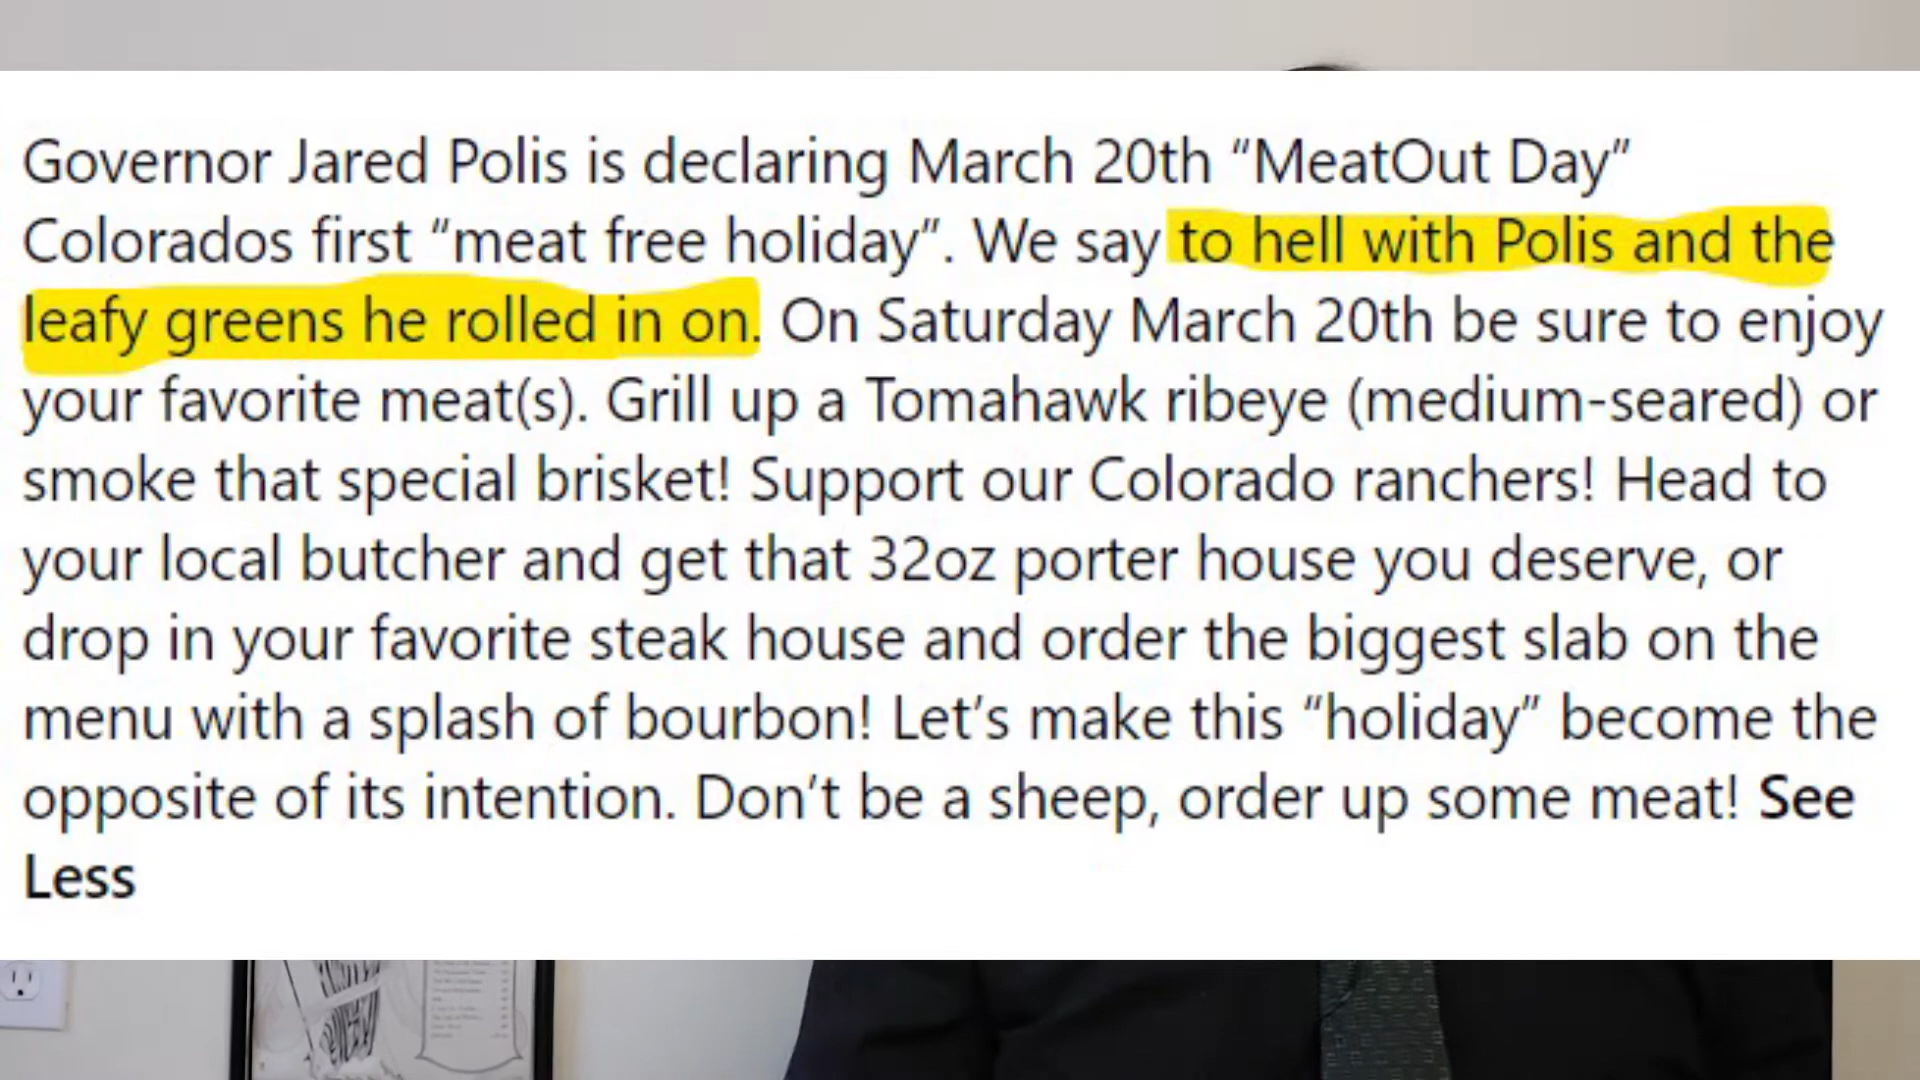 Governor Jared Polis is declaring March 20th “MeatOut Day”
Colorados first “meat free holiday”. We say to hell with Polis and the
leafy greens he rolled in on. On Saturday March 20th be sure to enjoy
your favorite meat(s). Grill up a Tomahawk ribeye (medium-seared) or
smoke that special brisket! Support our Colorado ranchers! Head to
your local butcher and get that 32oz porter house you deserve, or
drop in your favorite steak house and order the biggest slab on the
menu with a splash of bourbon! Let’s make this “holiday” become the
opposite of its intention. Don’t be a sheep, order up some meat! See
Less